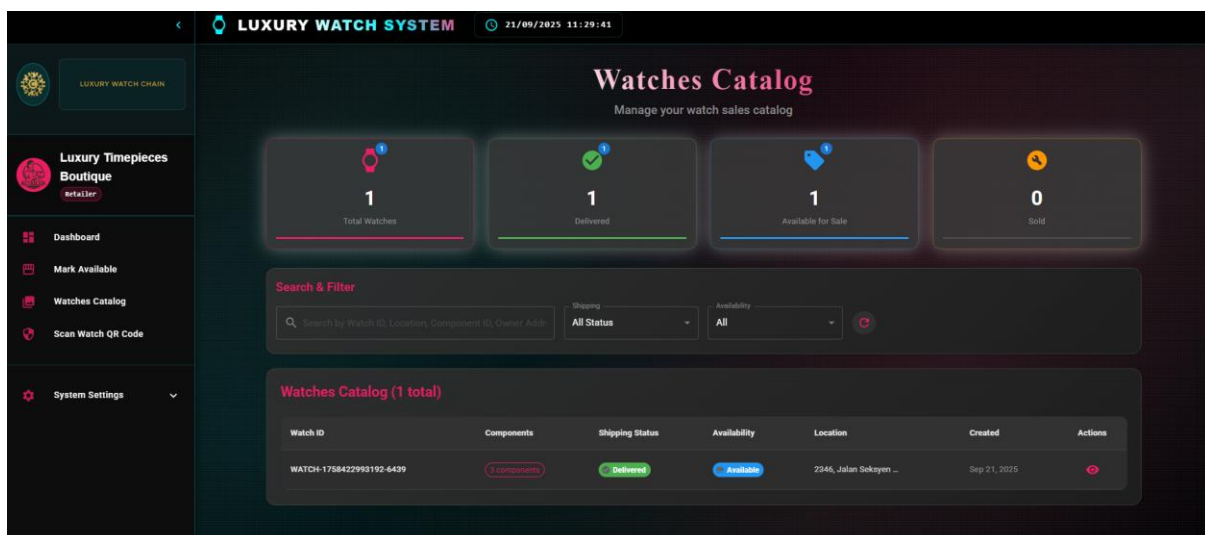 LUXURY WATCH SYSTEM
21/09/2025 11:29:41
LUXURY WATCH CHAIN
Luxury Timepieces
Boutique
Retailer
Dashboard
Mark Available
Watches Catalog
Scan Watch QR Code
System Settings
Watches Catalog
Manage your watch sales catalog
1
1
Total Watches
1
1
Delivered
1
1
Available for Sale
0
Sold
Search & Filter
Search by Watch ID, Location, Component ID, Owner Addr
Shipping
All Status
Availability
All
Watches Catalog (1 total)
Watch ID Components Shipping Status Availability Location Created Actions
WATCH-1758422993192-6439 3 components Delivered Available 2346, Jalan Seksyen ... Sep 21, 2025